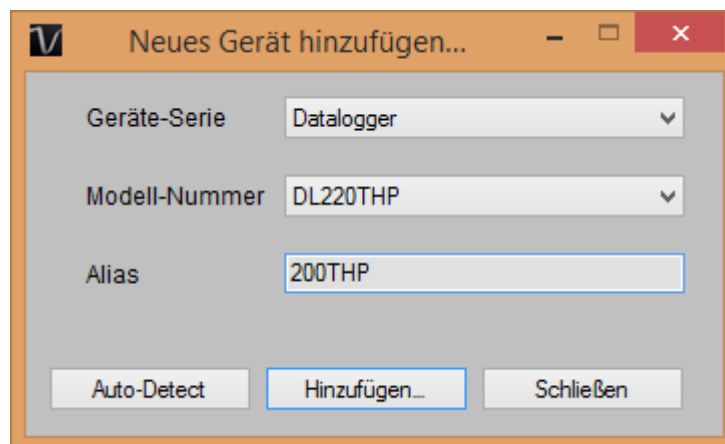 Neues Gerät hinzufügen...
Geräte-Serie Datalogger
Modell-Nummer DL220THP
Alias 200THP
Auto-Detect Hinzufügen... Schließen